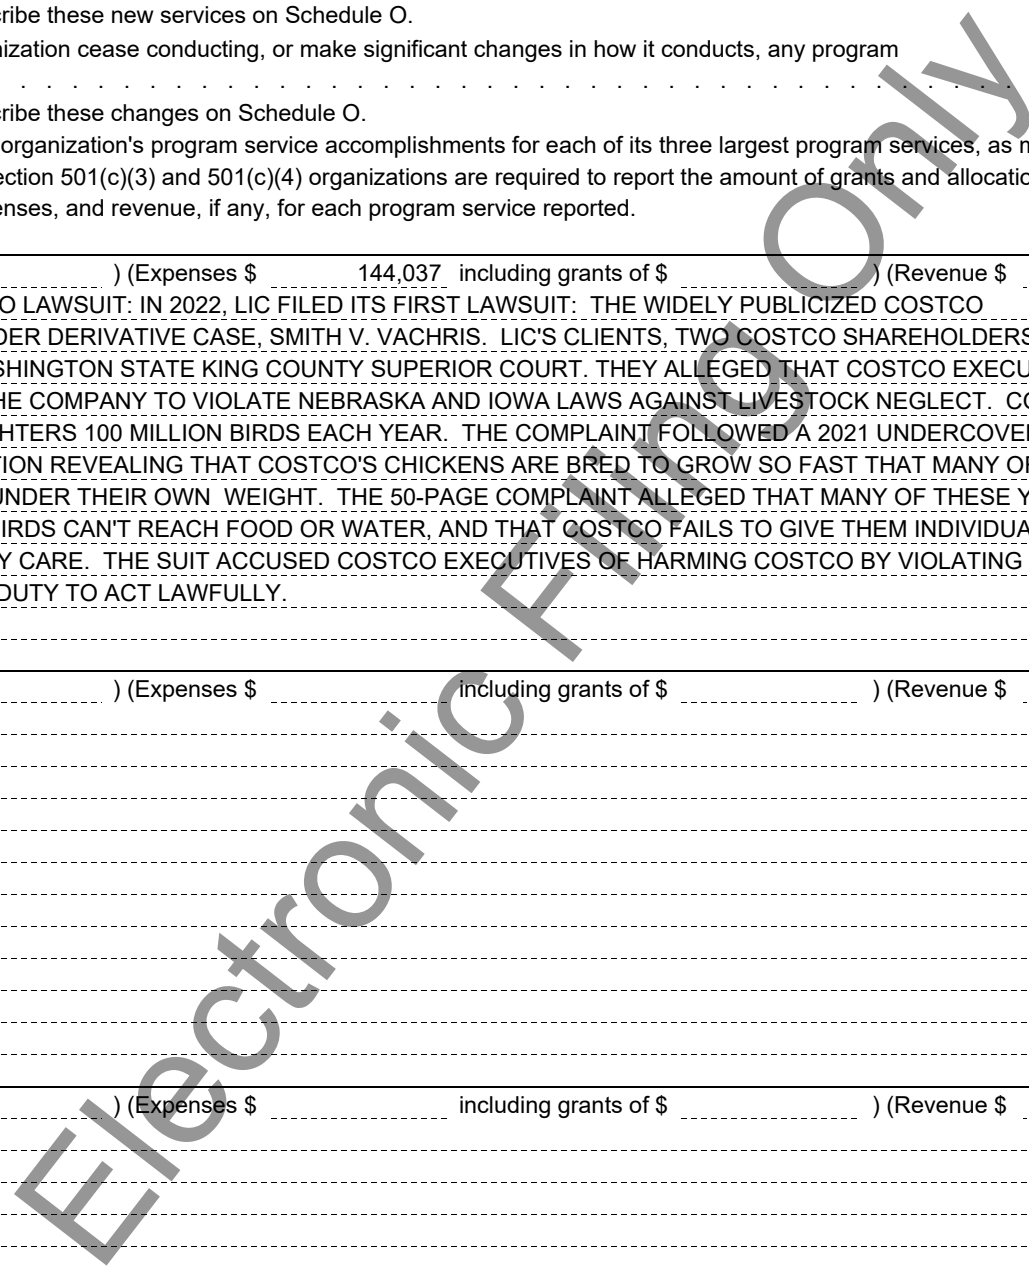 cribe these new services on Schedule O.
nization cease conducting, or make significant changes in how it conducts, any program
. . . . . . . . . . . . . . . . . . . . . . . . . . . . . . . . . . . . . . .
cribe these changes on Schedule O.
organization's program service accomplishments for each of its three largest program services, as m
ection 501(c)(3) and 501(c)(4) organizations are required to report the amount of grants and allocatio
enses, and revenue, if any, for each program service reported.
) (Expenses $ 144,037 including grants of $ ) (Revenue $
O LAWSUIT: IN 2022, LIC FILED ITS FIRST LAWSUIT: THE WIDELY PUBLICIZED COSTCO
DER DERIVATIVE CASE, SMITH V. VACHRIS. LIC'S CLIENTS, TWO COSTCO SHAREHOLDERS
SHINGTON STATE KING COUNTY SUPERIOR COURT. THEY ALLEGED THAT COSTCO EXECU
HE COMPANY TO VIOLATE NEBRASKA AND IOWA LAWS AGAINST LIVESTOCK NEGLECT. CO
HTERS 100 MILLION BIRDS EACH YEAR. THE COMPLAINT FOLLOWED A 2021 UNDERCOVER
TION REVEALING THAT COSTCO'S CHICKENS ARE BRED TO GROW SO FAST THAT MANY OF
UNDER THEIR OWN WEIGHT. THE 50-PAGE COMPLAINT ALLEGED THAT MANY OF THESE Y
BIRDS CAN'T REACH FOOD OR WATER, AND THAT COSTCO FAILS TO GIVE THEM INDIVIDUA
Y CARE. THE SUIT ACCUSED COSTCO EXECUTIVES OF HARMING COSTCO BY VIOLATING
DUTY TO ACT LAWFULLY.
) (Expenses $ including grants of $ ) (Revenue $
) (Expenses $ including grants of $ ) (Revenue $
Electronic Filing Only